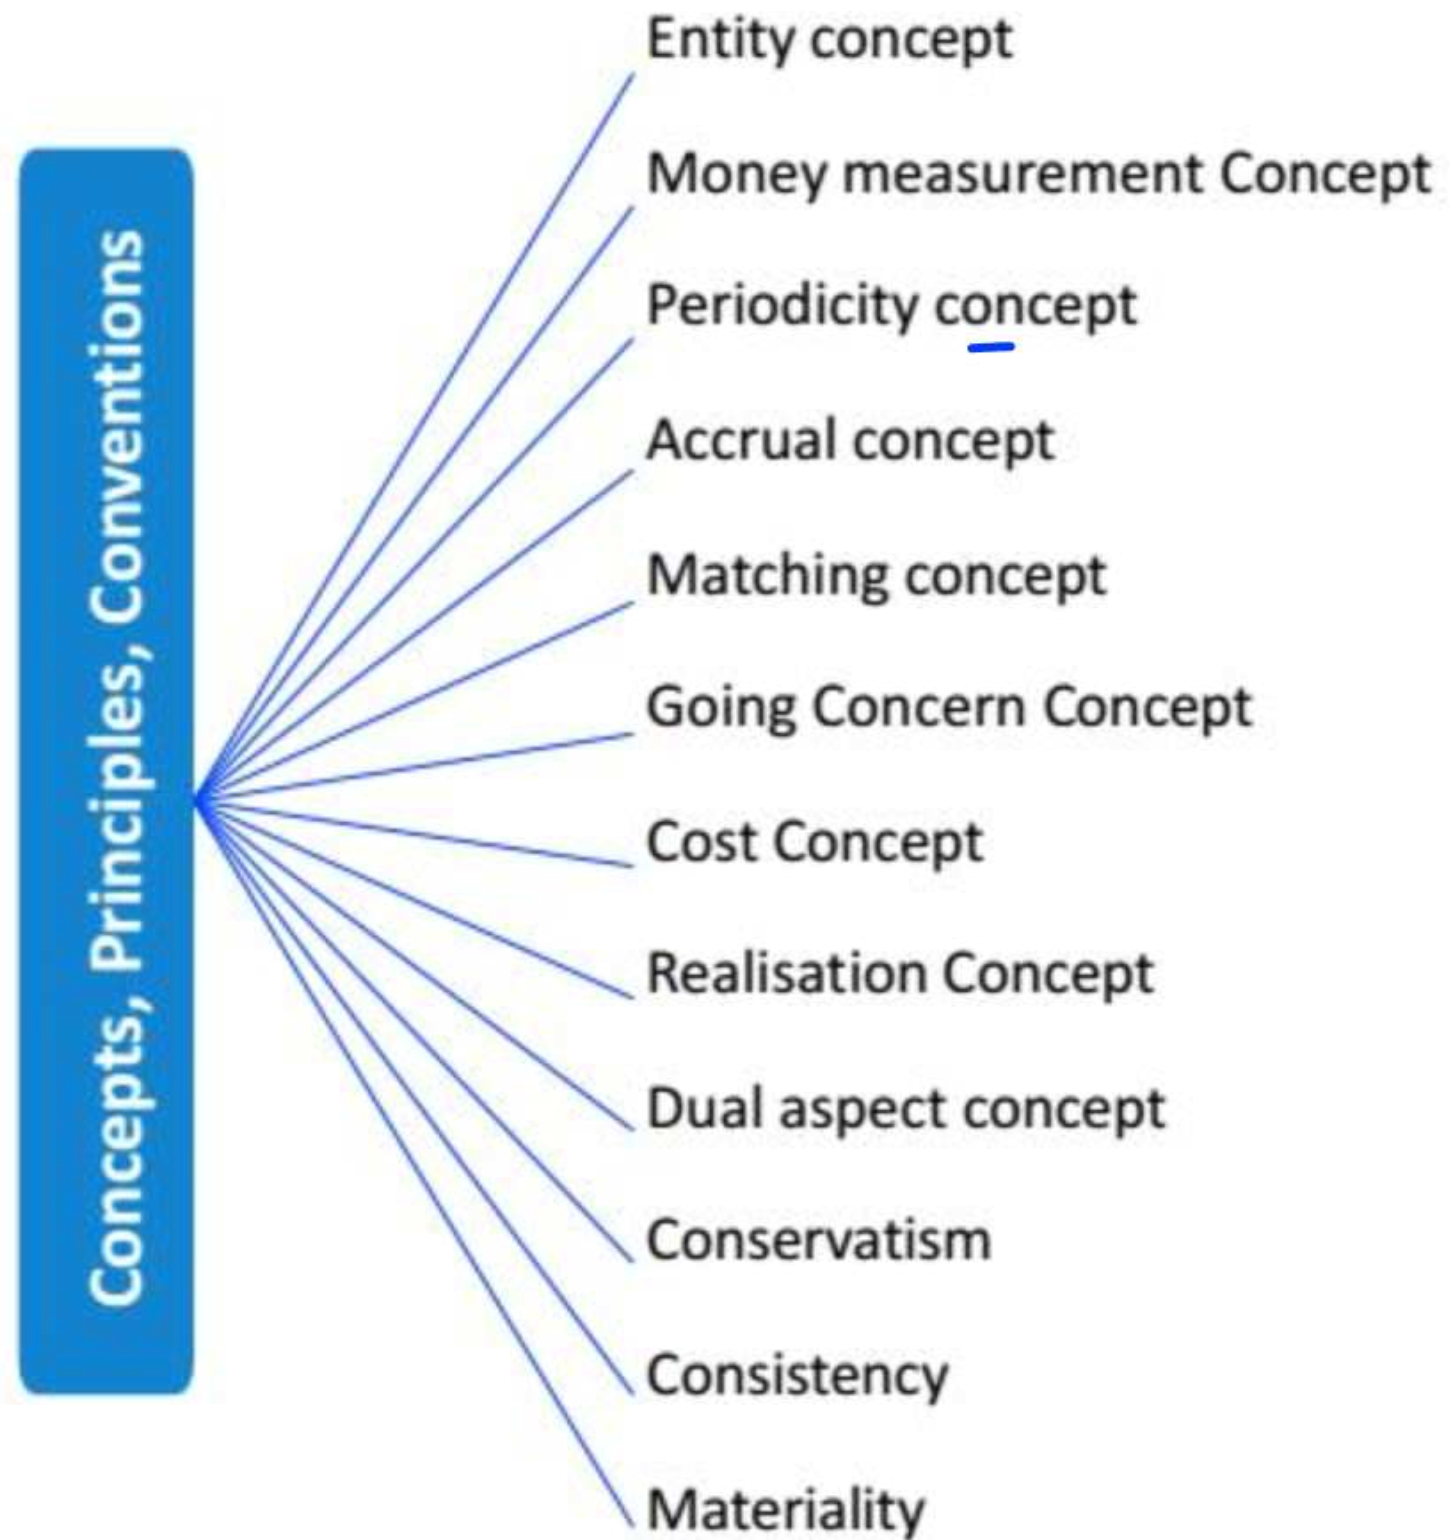 Concepts, Principles, Conventions
Entity concept
Money measurement Concept
Periodicity concept
Accrual concept
Matching concept
Going Concern Concept
Cost Concept
Realisation Concept
Dual aspect concept
Conservatism
Consistency
Materiality